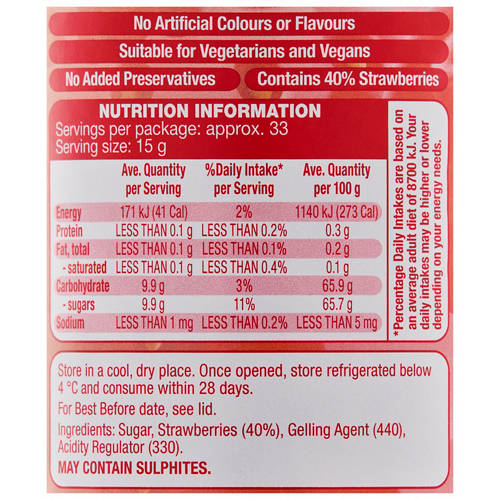 No Artificial Colours or Flavours
Suitable for Vegetarians and Vegans
No Added Preservatives
Contains 40% Strawberries
NUTRITION INFORMATION
Servings per package: approx. 33
Serving size: 15 g
Ave. Quantity per Serving %Daily Intake* per Serving Ave. Quantity per 100 g
Energy 171 kJ (41 Cal) 2% 1140 kJ (273 Cal)
Protein LESS THAN 0.1 g LESS THAN 0.2% 0.3 g
Fat, total LESS THAN 0.1 g LESS THAN 0.1% 0.2 g
- saturated LESS THAN 0.1 g LESS THAN 0.4% 0.1 g
Carbohydrate 9.9 g 3% 65.9 g
- sugars 9.9 g 11% 65.7 g
Sodium LESS THAN 1 mg LESS THAN 0.2% LESS THAN 5 mg
*Percentage Daily Intakes are based on
an average adult diet of 8700 kJ. Your
daily intakes may be higher or lower
depending on your energy needs.
Store in a cool, dry place. Once opened, store refrigerated below
4 °C and consume within 28 days.
For Best Before date, see lid.
Ingredients: Sugar, Strawberries (40%), Gelling Agent (440),
Acidity Regulator (330).
MAY CONTAIN SULPHITES.